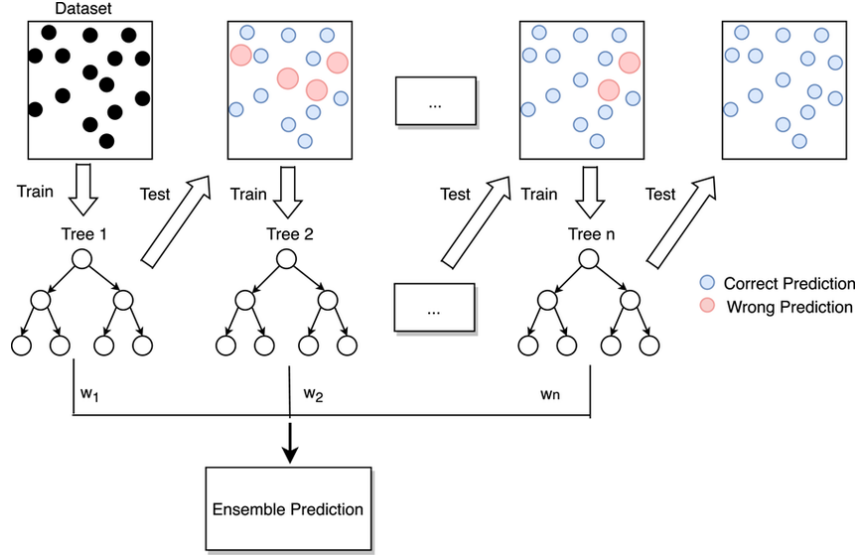 Dataset
...
Train
Test
Train
Test
Train
Test
Tree 1
Tree 2
Tree n
...
Correct Prediction
Wrong Prediction
w1
w2
wn
Ensemble Prediction